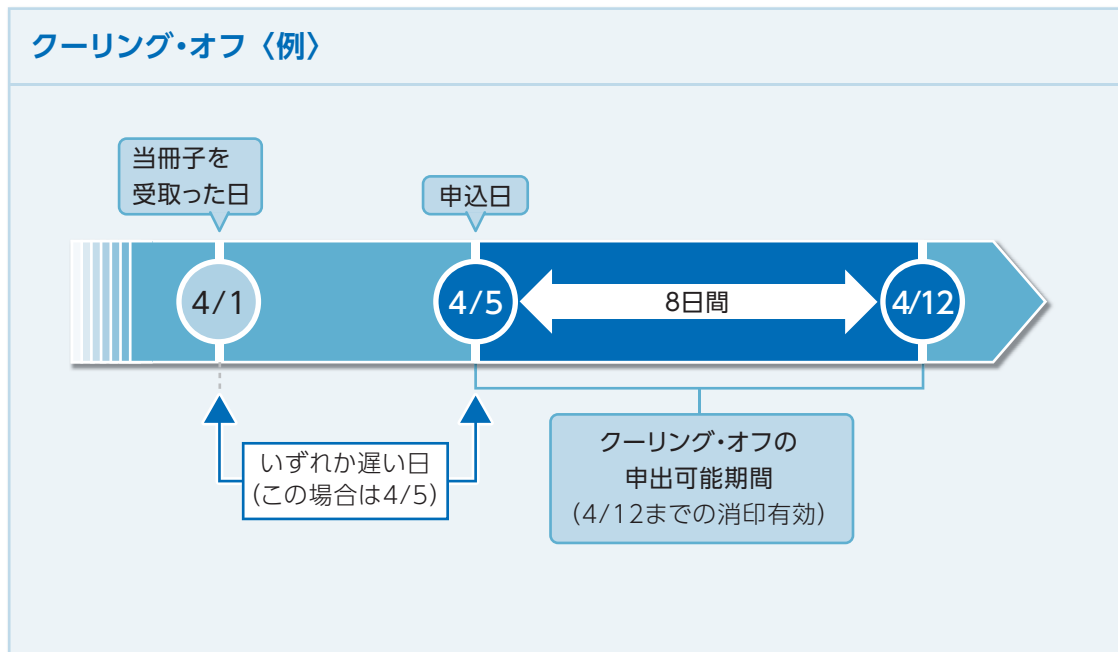 クーリング・オフ〈例〉
当冊子を
受取った日
申込日
4/1
4/5
8日間
4/12
いずれか遅い日
(この場合は4/5)
クーリング・オフの
申出可能期間
(4/12までの消印有効)